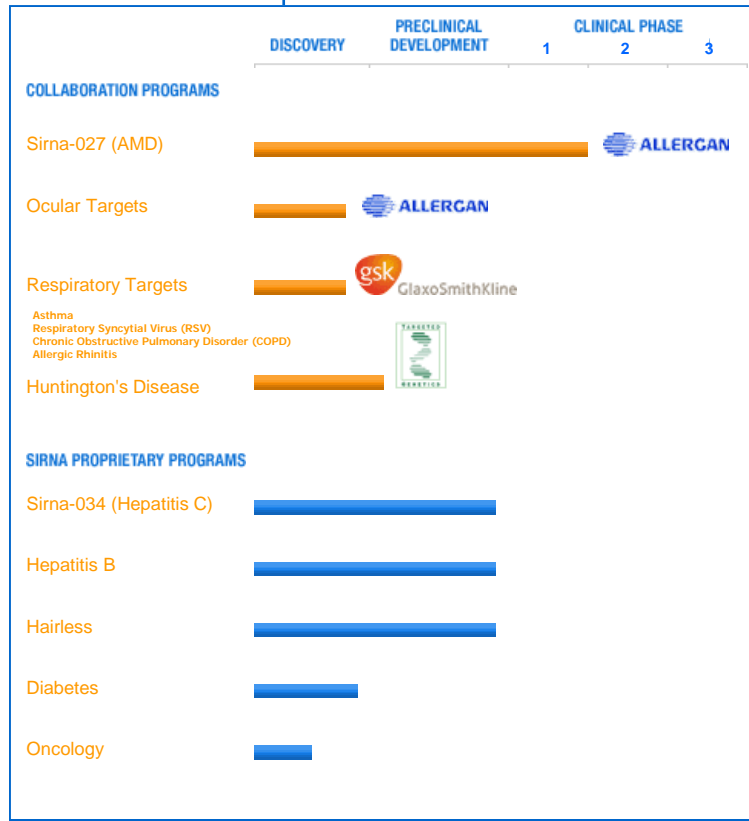 DISCOVERY
PRECLINICAL
DEVELOPMENT
CLINICAL PHASE
1 2 3
COLLABORATION PROGRAMS
Sirna-027 (AMD)
ALLERGAN
Ocular Targets
ALLERGAN
Respiratory Targets
gsk
GlaxoSmithKline
Asthma
Respiratory Syncytial Virus (RSV)
Chronic Obstructive Pulmonary Disorder (COPD)
Allergic Rhinitis
TARGETED
GENETICS
Huntington's Disease
SIRNA PROPRIETARY PROGRAMS
Sirna-034 (Hepatitis C)
Hepatitis B
Hairless
Diabetes
Oncology